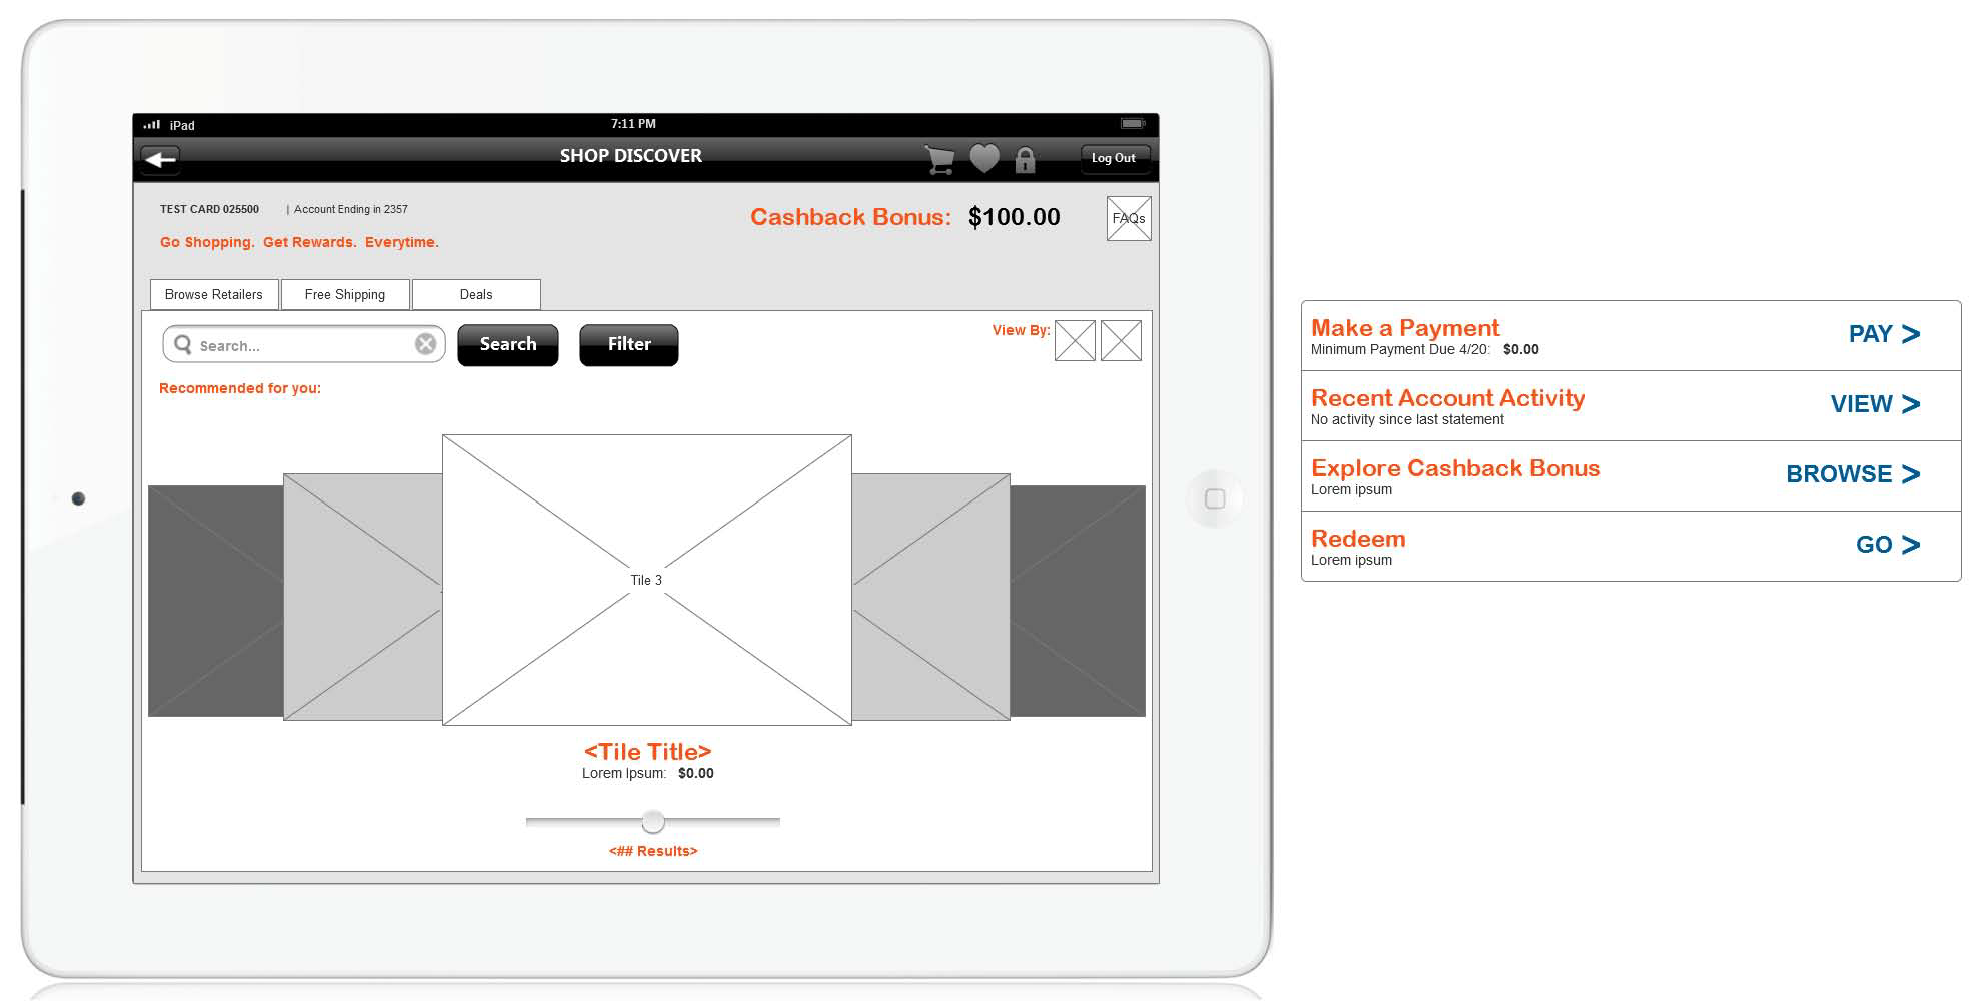 iPad
7:11 PM
SHOP DISCOVER
Log Out
TEST CARD 025500 | Account Ending in 2357
Cashback Bonus: $100.00
FAQs
Go Shopping. Get Rewards. Everytime.
Browse Retailers
Free Shipping
Deals
Search...
Search
Filter
View By:
Recommended for you:
Tile 3
<Tile Title>
Lorem Ipsum: $0.00
<## Results>
Make a Payment
Minimum Payment Due 4/20: $0.00
PAY >
Recent Account Activity
No activity since last statement
VIEW >
Explore Cashback Bonus
Lorem ipsum
BROWSE >
Redeem
Lorem ipsum
GO >